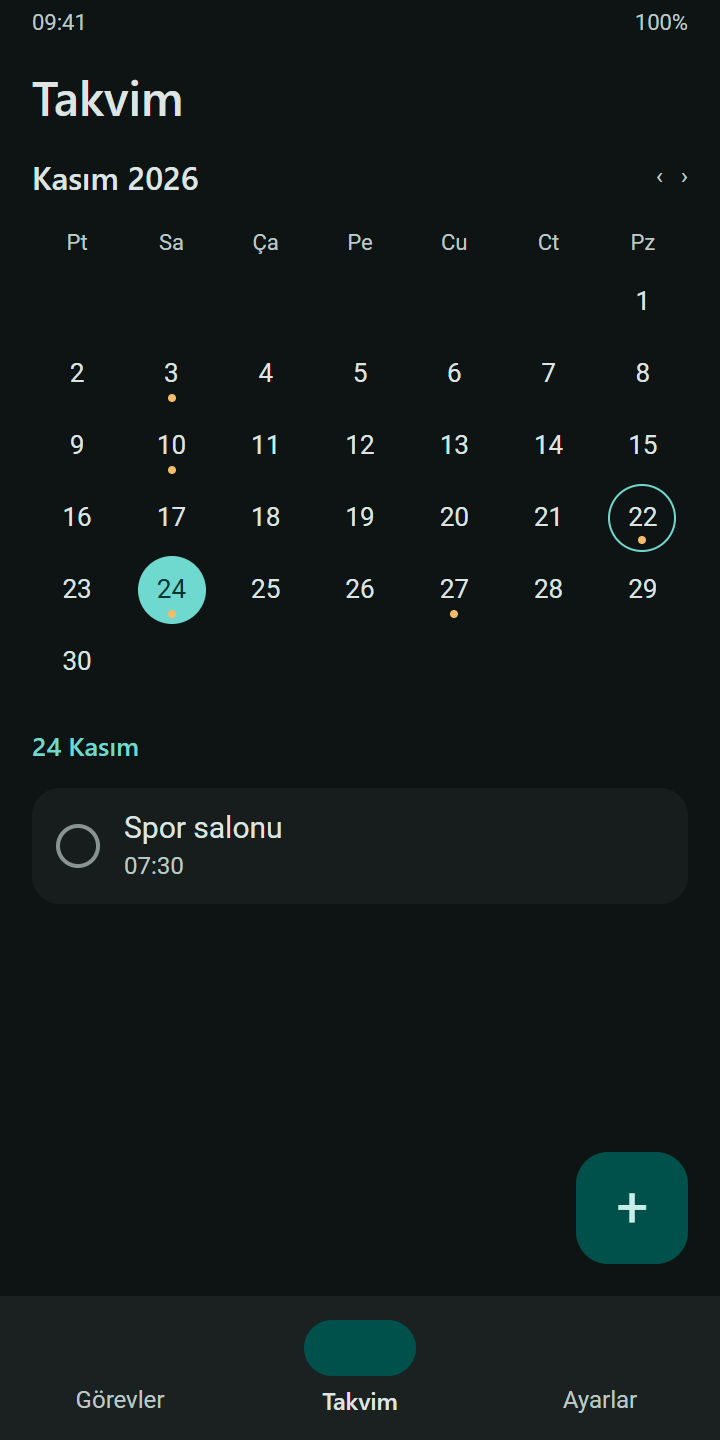 09:41 100%
Takvim
Kasım 2026 ‹ ›
Pt Sa Ça Pe Cu Ct Pz
1
2 3 4 5 6 7 8
9 10 11 12 13 14 15
16 17 18 19 20 21 22
23 24 25 26 27 28 29
30
24 Kasım
Spor salonu
07:30
+
Görevler Takvim Ayarlar